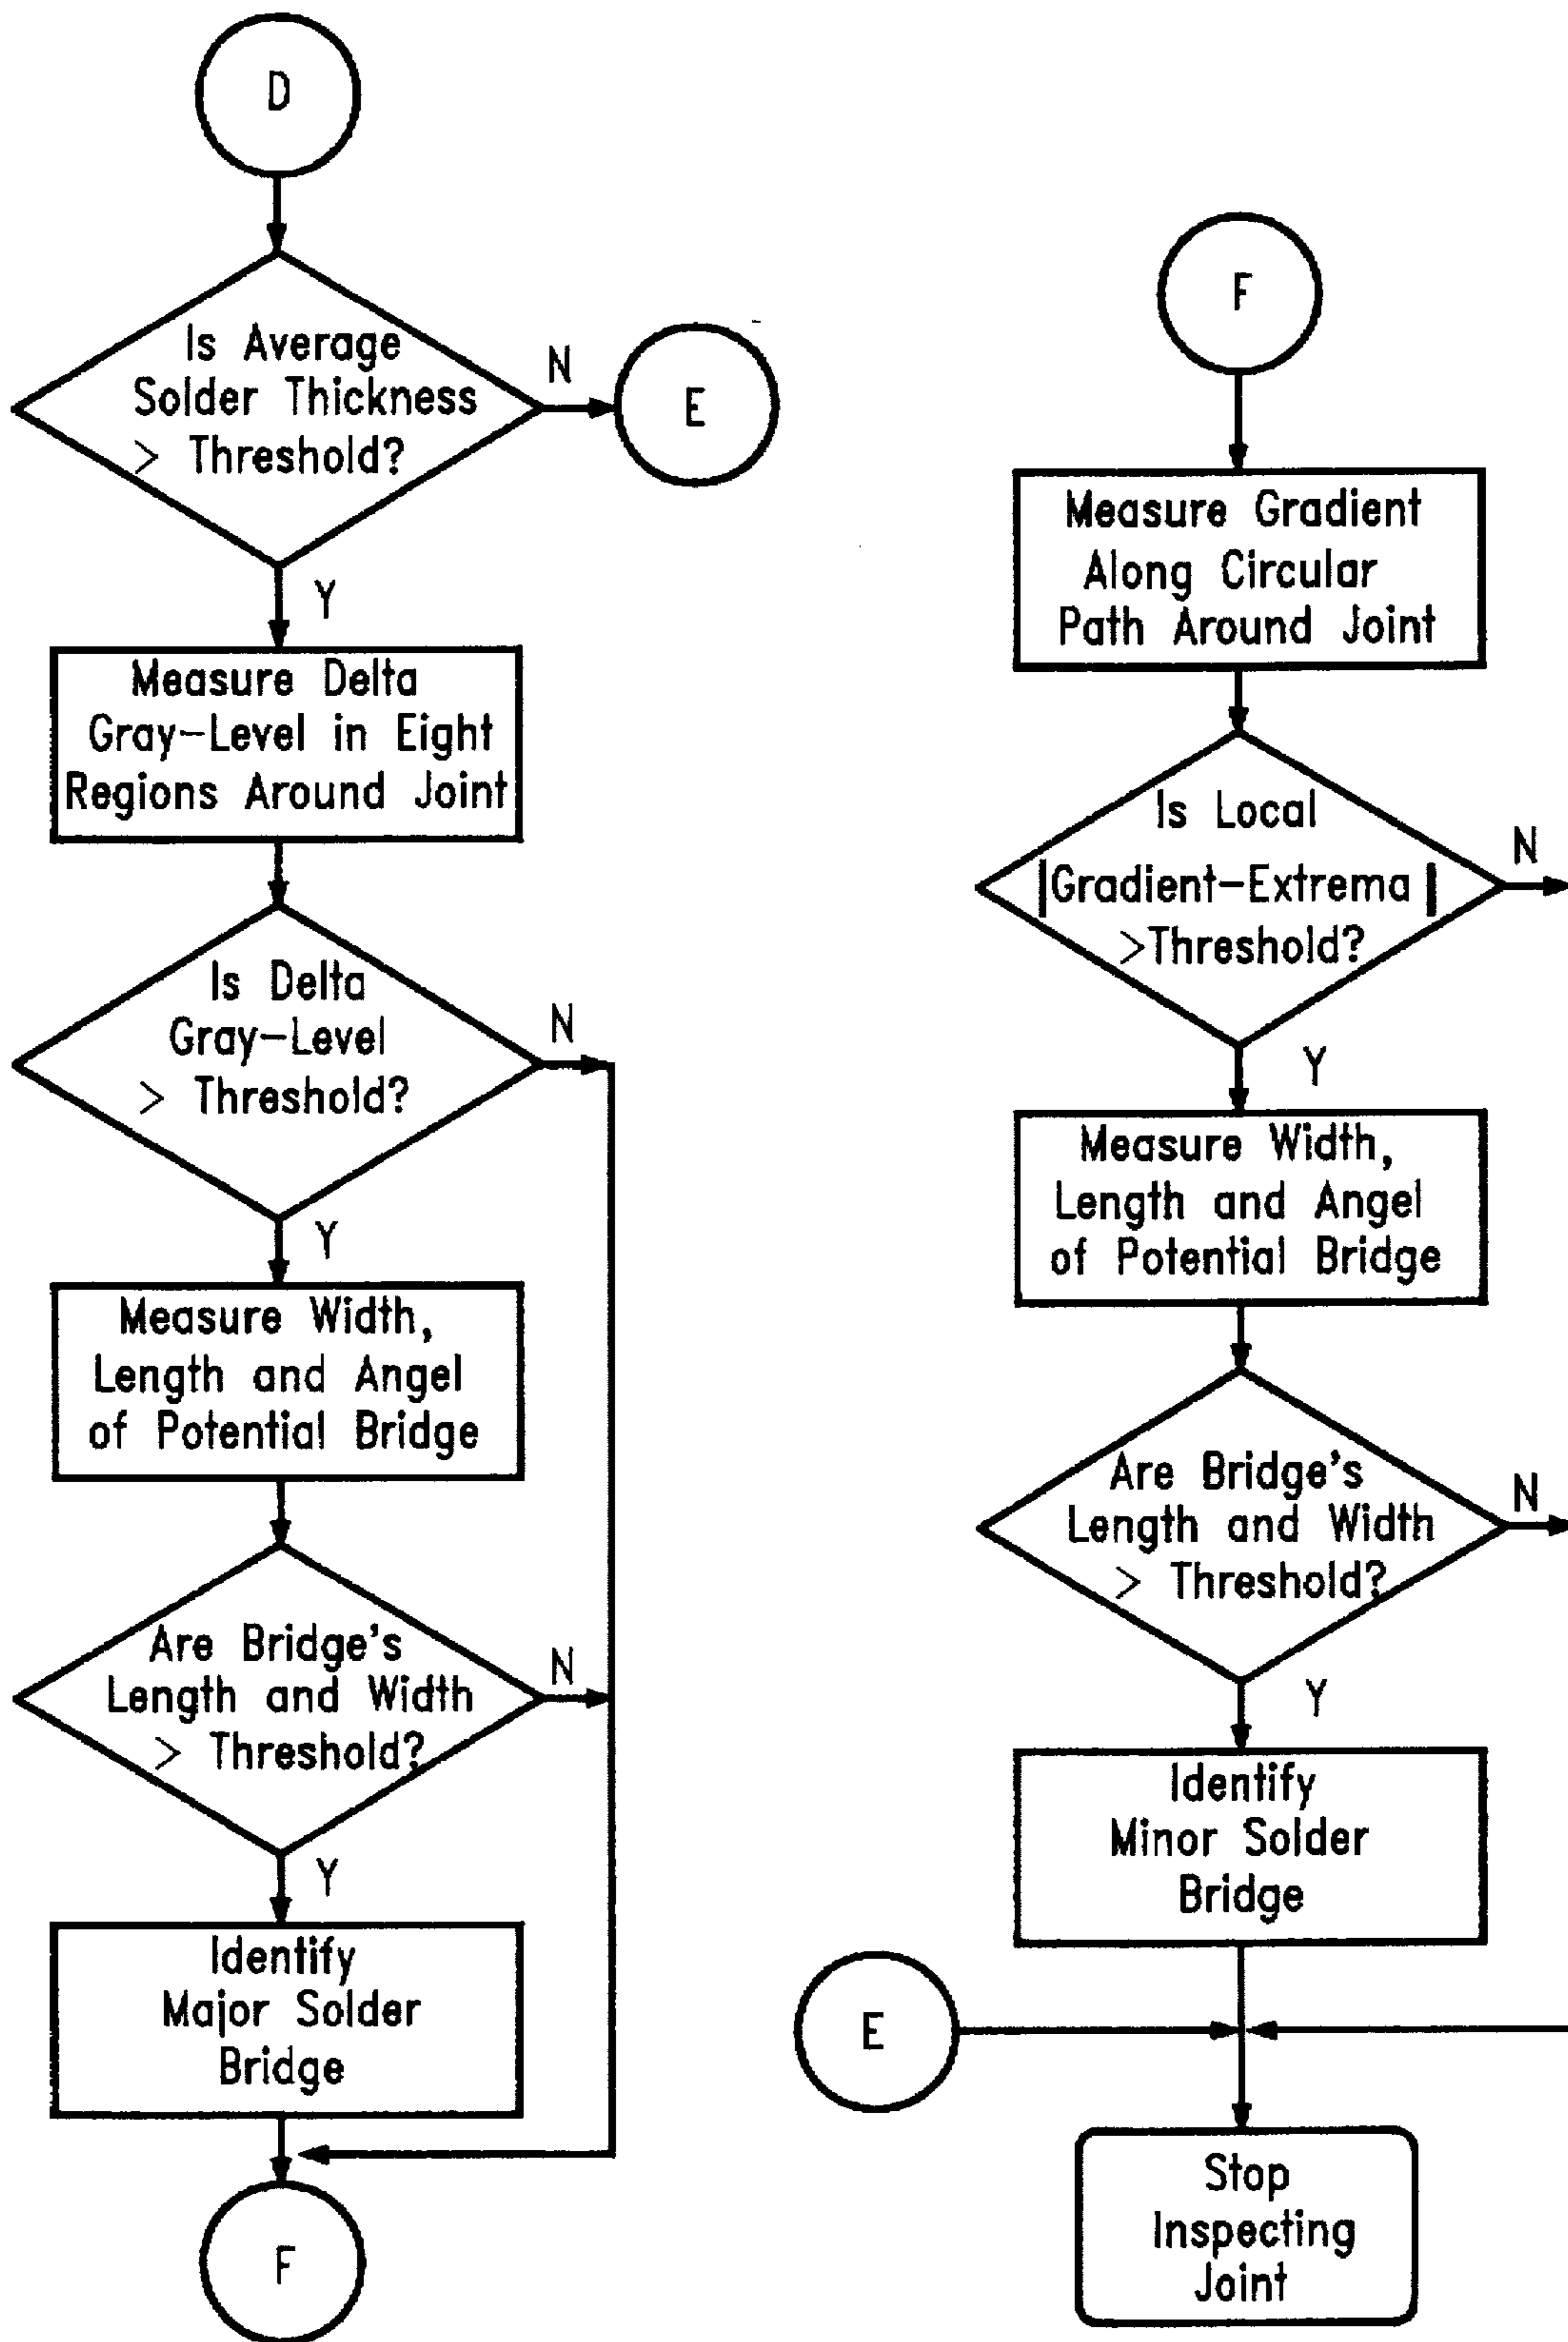 D
Is Average
Solder Thickness
> Threshold?
N
E
Y
Measure Delta
Gray-Level in Eight
Regions Around Joint
Is Delta
Gray-Level
> Threshold?
N
Y
Measure Width,
Length and Angel
of Potential Bridge
Are Bridge's
Length and Width
> Threshold?
N
Y
Identify
Major Solder
Bridge
F
F
Measure Gradient
Along Circular
Path Around Joint
Is Local
|Gradient-Extrema|
>Threshold?
N
Y
Measure Width,
Length and Angel
of Potential Bridge
Are Bridge's
Length and Width
> Threshold?
N
Y
Identify
Minor Solder
Bridge
E
Stop
Inspecting
Joint